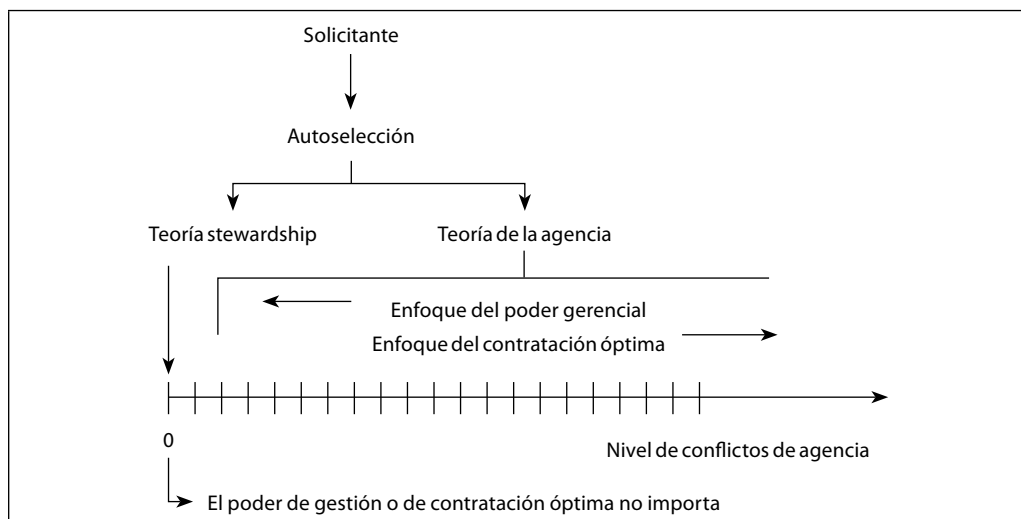 Solicitante
Autoselección
Teoría stewardship
Teoría de la agencia
Enfoque del poder gerencial
Enfoque del contratación óptima
0
Nivel de conflictos de agencia
El poder de gestión o de contratación óptima no importa